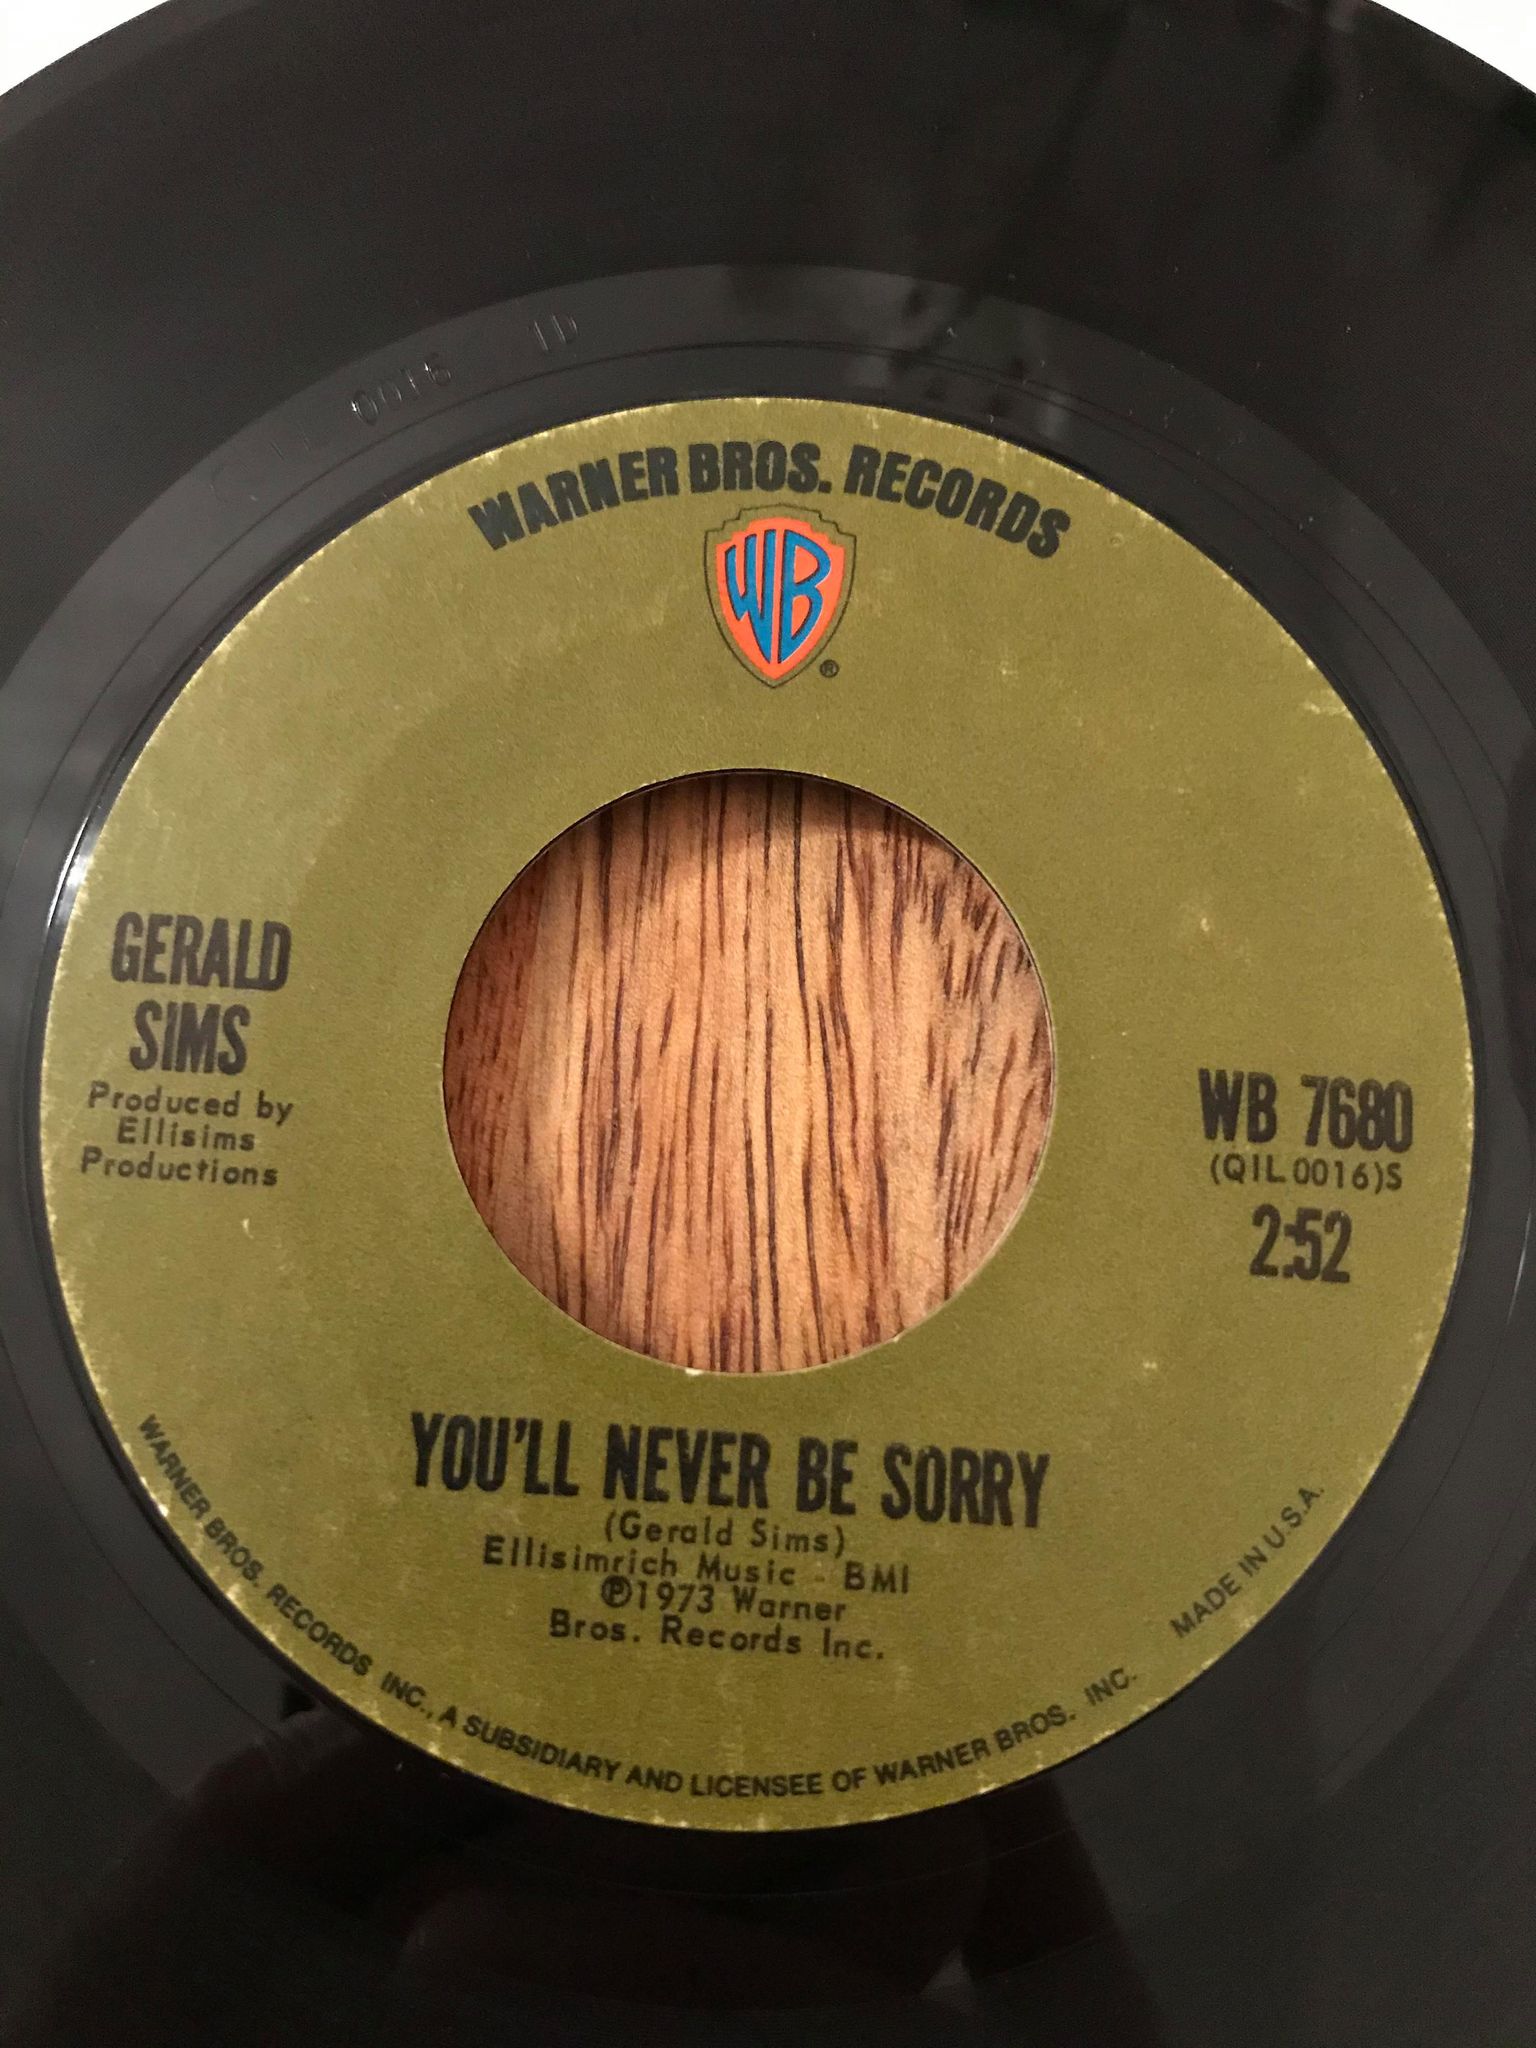 0016 1D
WARNER BROS. RECORDS
WB
®
GERALD
SIMS
Produced by
Ellisims
Productions
WB 7680
(QIL 0016)S
2:52
YOU'LL NEVER BE SORRY
(Gerald Sims)
Ellisimrich Music - BMI
℗1973 Warner
Bros. Records Inc.
MADE IN U.S.A.
WARNER BROS. RECORDS INC., A SUBSIDIARY AND LICENSEE OF WARNER BROS. INC.